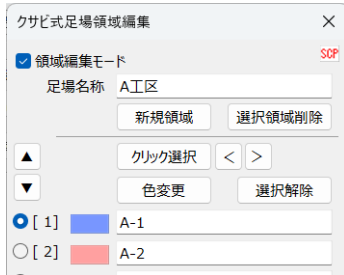 クサビ式足場領域編集 ×
SCP
領域編集モード
足場名称 A工区
新規領域 選択領域削除
▲ クリック選択 < >
▼ 色変更 選択解除
[ 1] A-1
[ 2] A-2